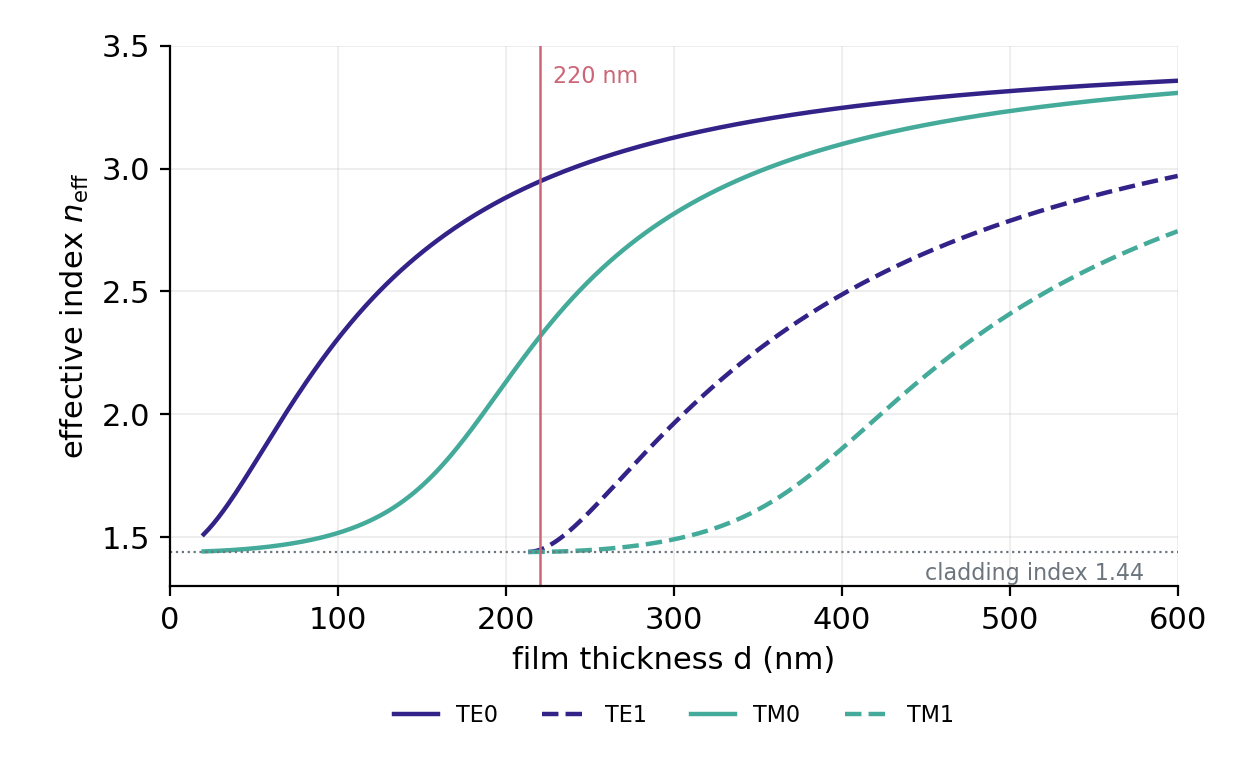 3.5
3.0
2.5
2.0
1.5
effective index n_eff
220 nm
cladding index 1.44
0 100 200 300 400 500 600
film thickness d (nm)
TE0 TE1 TM0 TM1